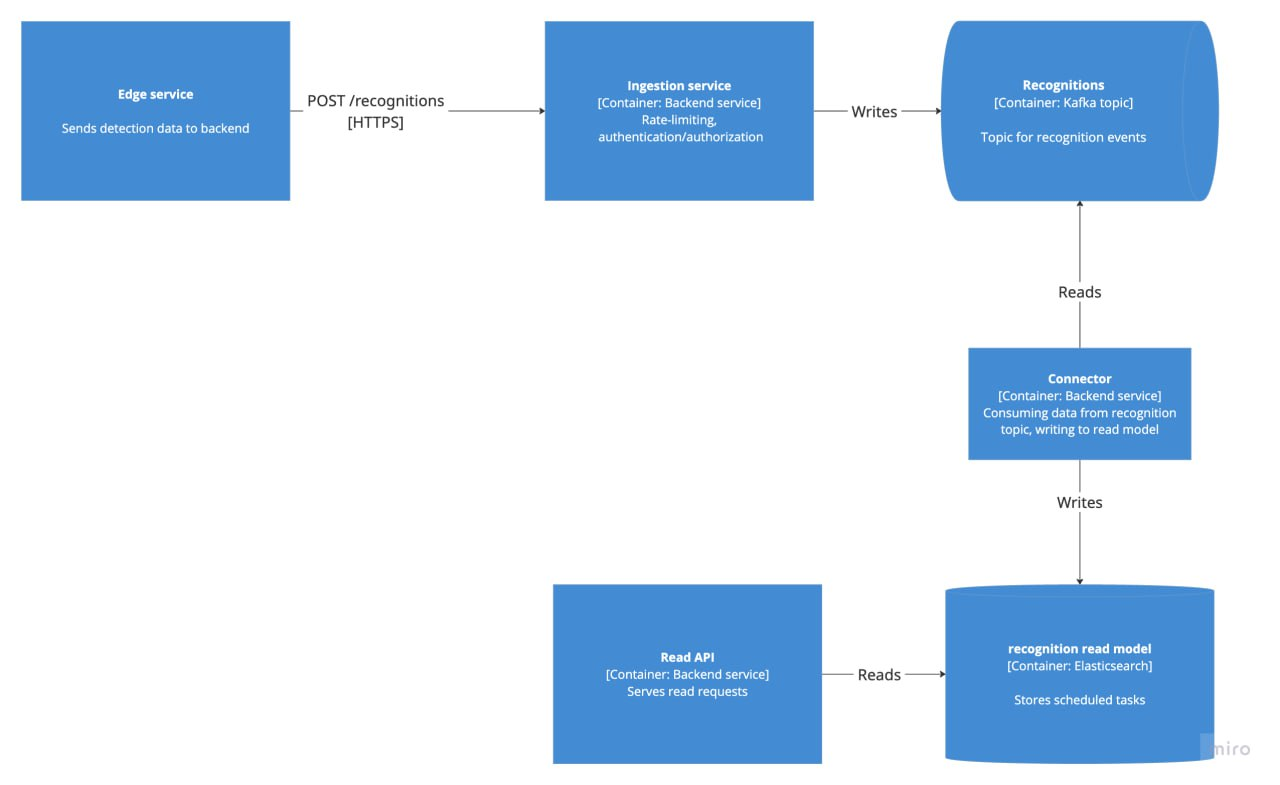 Edge service
Sends detection data to backend
POST /recognitions
[HTTPS]
Ingestion service
[Container: Backend service]
Rate-limiting,
authentication/authorization
Writes
Recognitions
[Container: Kafka topic]
Topic for recognition events
Reads
Connector
[Container: Backend service]
Consuming data from recognition
topic, writing to read model
Writes
Read API
[Container: Backend service]
Serves read requests
Reads
recognition read model
[Container: Elasticsearch]
Stores scheduled tasks
miro